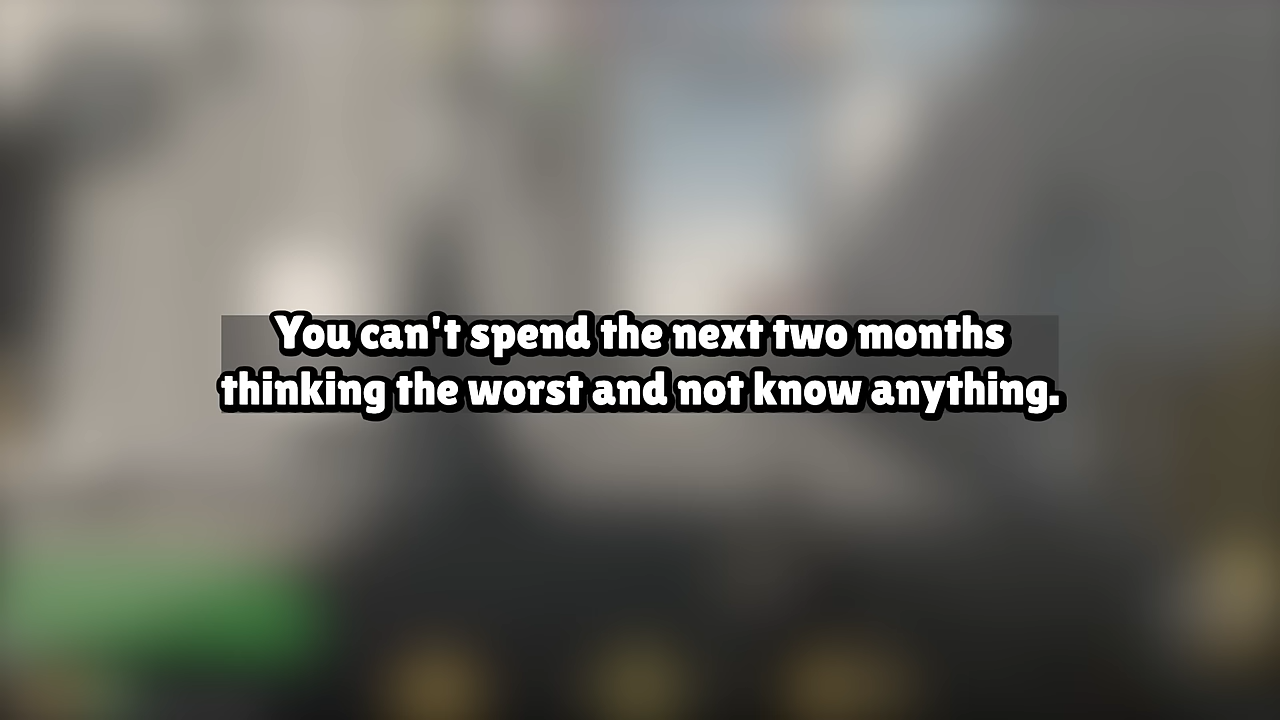 You can't spend the next two months
thinking the worst and not know anything.